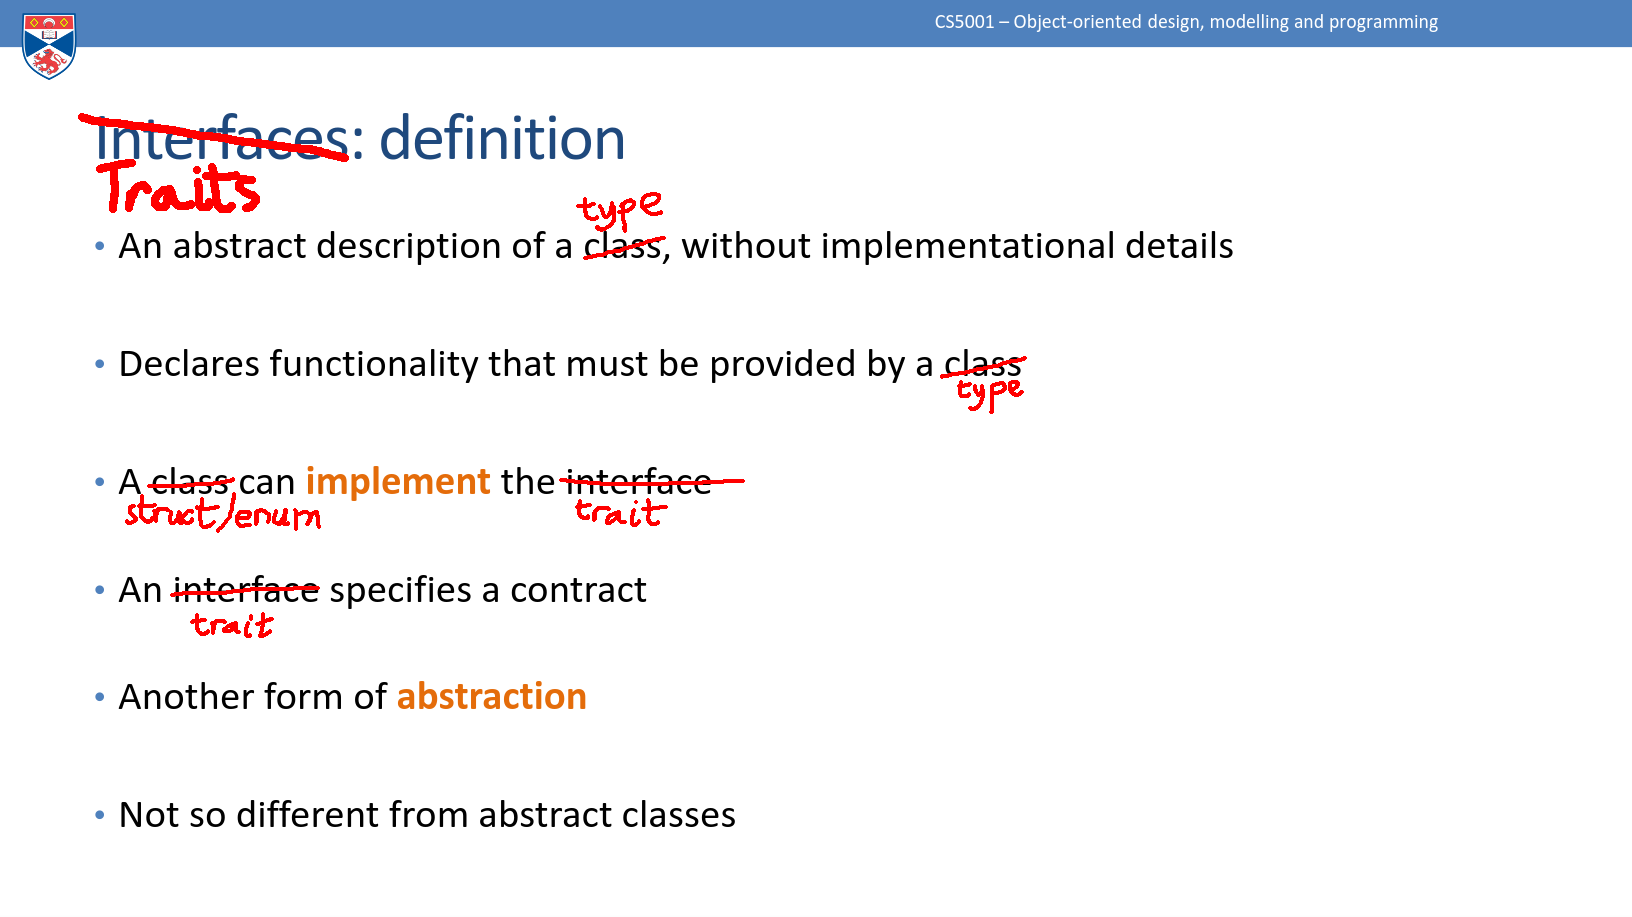 CS5001 – Object-oriented design, modelling and programming
Interfaces: definition
Traits
type
• An abstract description of a class, without implementational details
• Declares functionality that must be provided by a class
type
• A class can implement the interface
struct/enum trait
• An interface specifies a contract
trait
• Another form of abstraction
• Not so different from abstract classes